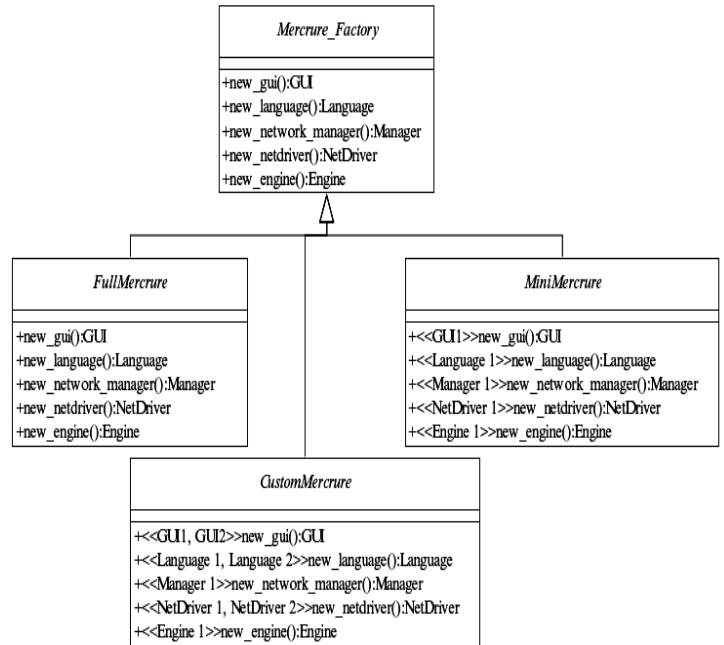 Mercrure_Factory
+new_gui():GUI
+new_language():Language
+new_network_manager():Manager
+new_netdriver():NetDriver
+new_engine():Engine
FullMercrure
+new_gui():GUI
+new_language():Language
+new_network_manager():Manager
+new_netdriver():NetDriver
+new_engine():Engine
MiniMercrure
+<<GUI1>>new_gui():GUI
+<<Language 1>>new_language():Language
+<<Manager 1>>new_network_manager():Manager
+<<NetDriver 1>>new_netdriver():NetDriver
+<<Engine 1>>new_engine():Engine
CustomMercrure
+<<GUI1, GUI2>>new_gui():GUI
+<<Language 1, Language 2>>new_language():Language
+<<Manager 1>>new_network_manager():Manager
+<<NetDriver 1, NetDriver 2>>new_netdriver():NetDriver
+<<Engine 1>>new_engine():Engine